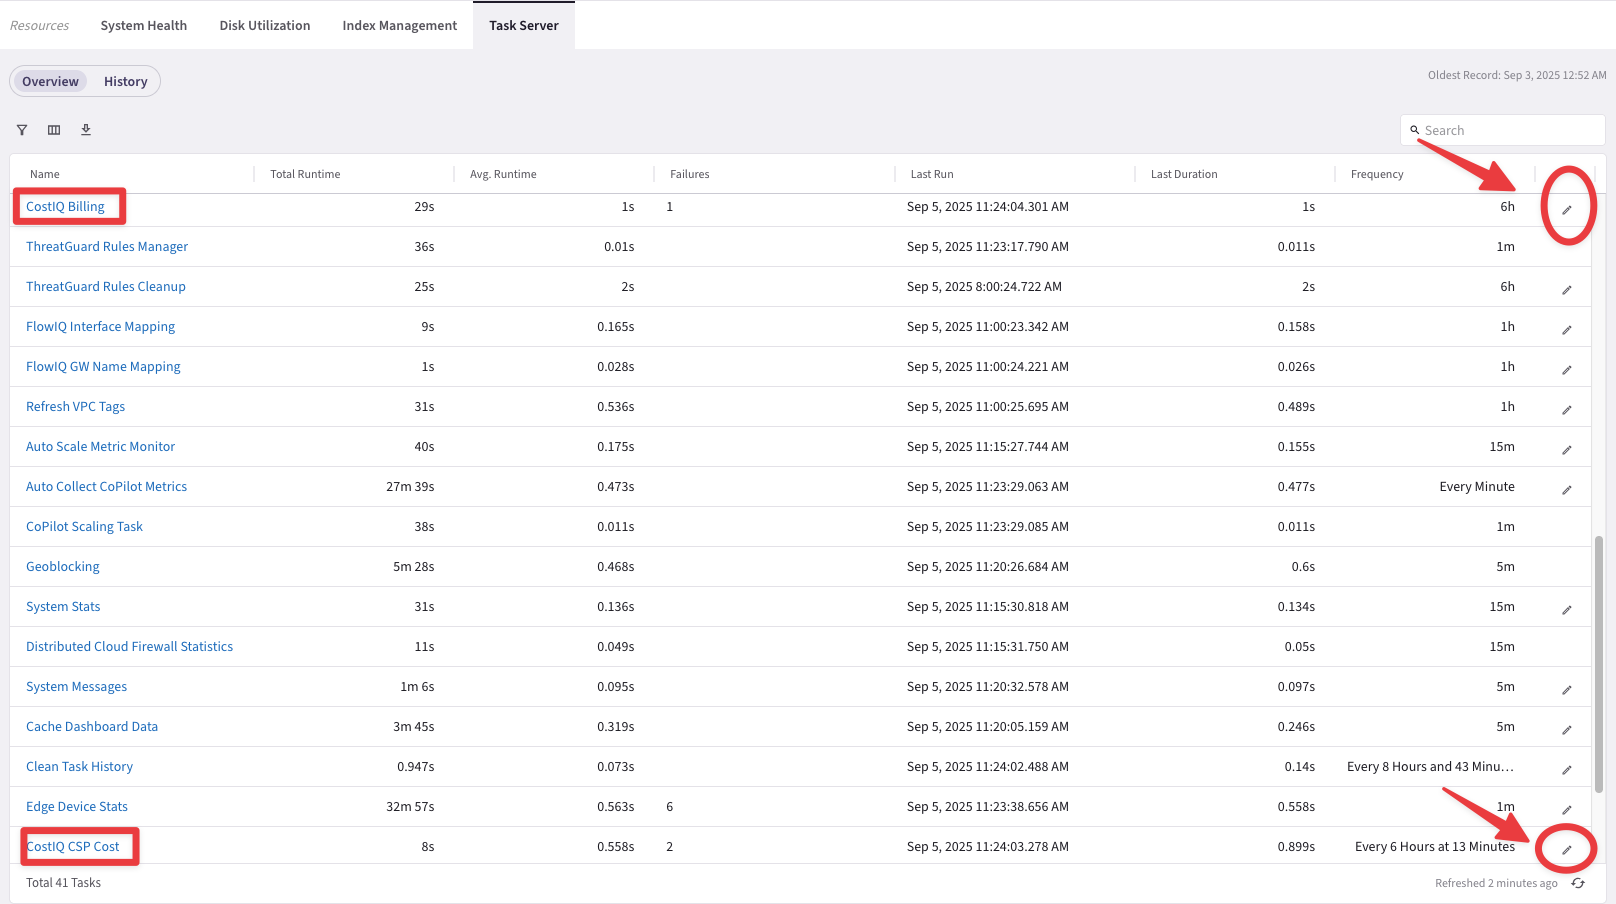 Resources System Health Disk Utilization Index Management Task Server
Overview History
Oldest Record: Sep 3, 2025 12:52 AM
Search
Name Total Runtime Avg. Runtime Failures Last Run Last Duration Frequency
CostIQ Billing 29s 1s 1 Sep 5, 2025 11:24:04.301 AM 1s 6h
ThreatGuard Rules Manager 36s 0.01s Sep 5, 2025 11:23:17.790 AM 0.011s 1m
ThreatGuard Rules Cleanup 25s 2s Sep 5, 2025 8:00:24.722 AM 2s 6h
FlowIQ Interface Mapping 9s 0.165s Sep 5, 2025 11:00:23.342 AM 0.158s 1h
FlowIQ GW Name Mapping 1s 0.028s Sep 5, 2025 11:00:24.221 AM 0.026s 1h
Refresh VPC Tags 31s 0.536s Sep 5, 2025 11:00:25.695 AM 0.489s 1h
Auto Scale Metric Monitor 40s 0.175s Sep 5, 2025 11:15:27.744 AM 0.155s 15m
Auto Collect CoPilot Metrics 27m 39s 0.473s Sep 5, 2025 11:23:29.063 AM 0.477s Every Minute
CoPilot Scaling Task 38s 0.011s Sep 5, 2025 11:23:29.085 AM 0.011s 1m
Geoblocking 5m 28s 0.468s Sep 5, 2025 11:20:26.684 AM 0.6s 5m
System Stats 31s 0.136s Sep 5, 2025 11:15:30.818 AM 0.134s 15m
Distributed Cloud Firewall Statistics 11s 0.049s Sep 5, 2025 11:15:31.750 AM 0.05s 15m
System Messages 1m 6s 0.095s Sep 5, 2025 11:20:32.578 AM 0.097s 5m
Cache Dashboard Data 3m 45s 0.319s Sep 5, 2025 11:20:05.159 AM 0.246s 5m
Clean Task History 0.947s 0.073s Sep 5, 2025 11:24:02.488 AM 0.14s Every 8 Hours and 43 Minu...
Edge Device Stats 32m 57s 0.563s 6 Sep 5, 2025 11:23:38.656 AM 0.558s 1m
CostIQ CSP Cost 8s 0.558s 2 Sep 5, 2025 11:24:03.278 AM 0.899s Every 6 Hours at 13 Minutes
Total 41 Tasks Refreshed 2 minutes ago